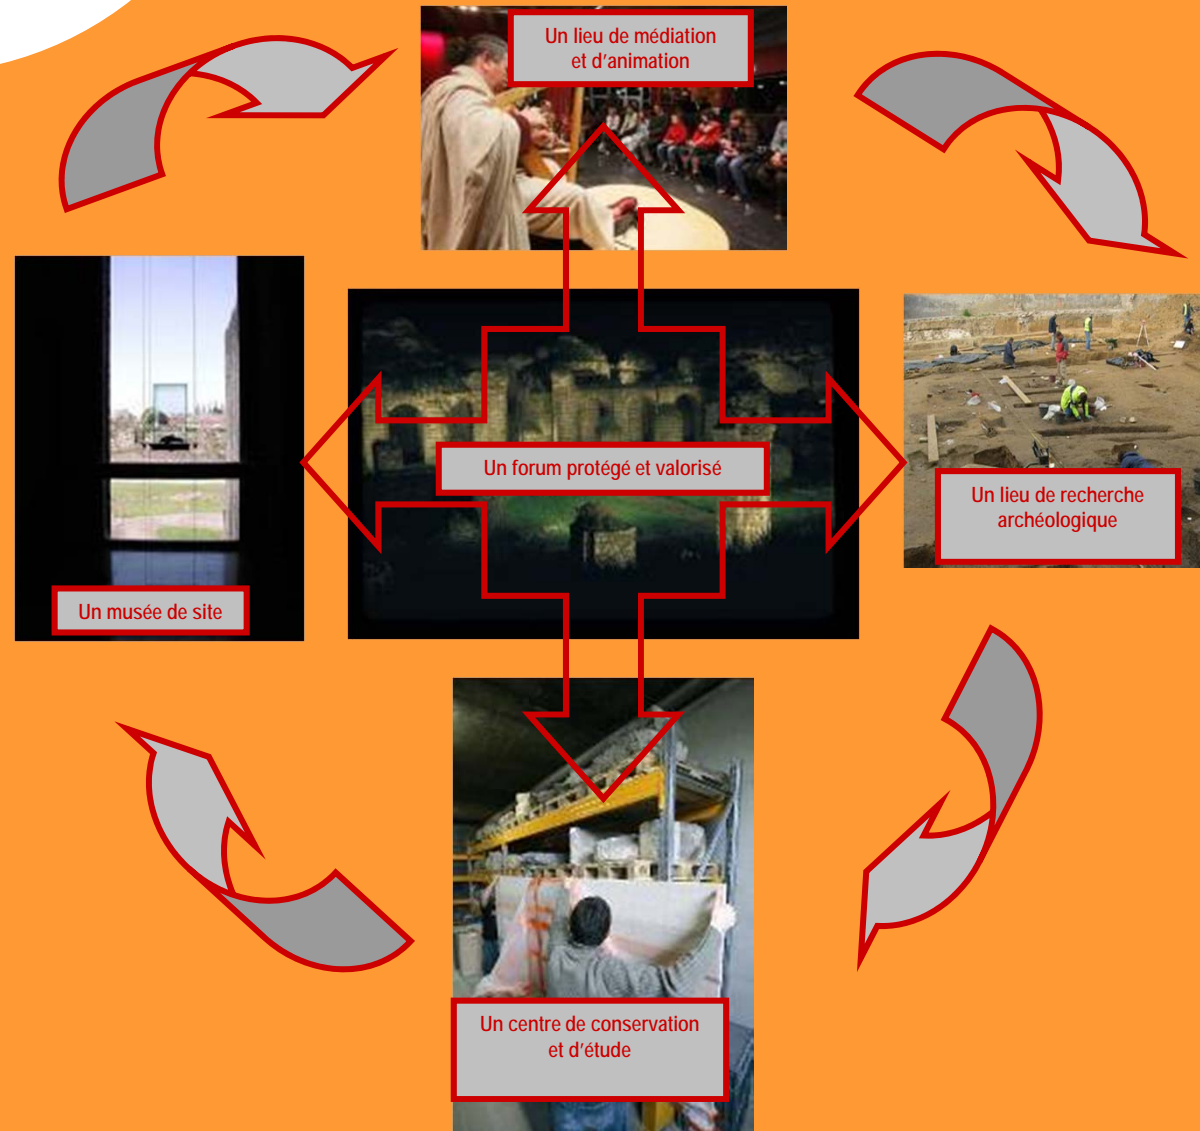 Un lieu de médiation
et d'animation
Un forum protégé et valorisé
Un lieu de recherche
archéologique
Un musée de site
Un centre de conservation
et d'étude